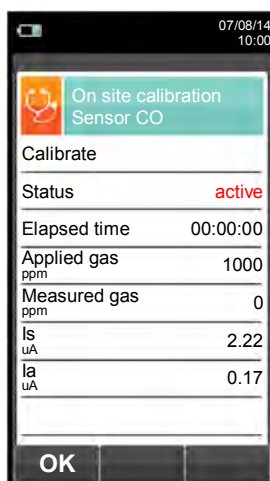 07/08/14
10:00
On site calibration
Sensor CO
Calibrate
Status active
Elapsed time 00:00:00
Applied gas 1000
ppm
Measured gas 0
ppm
Is 2.22
uA
Ia 0.17
uA
OK